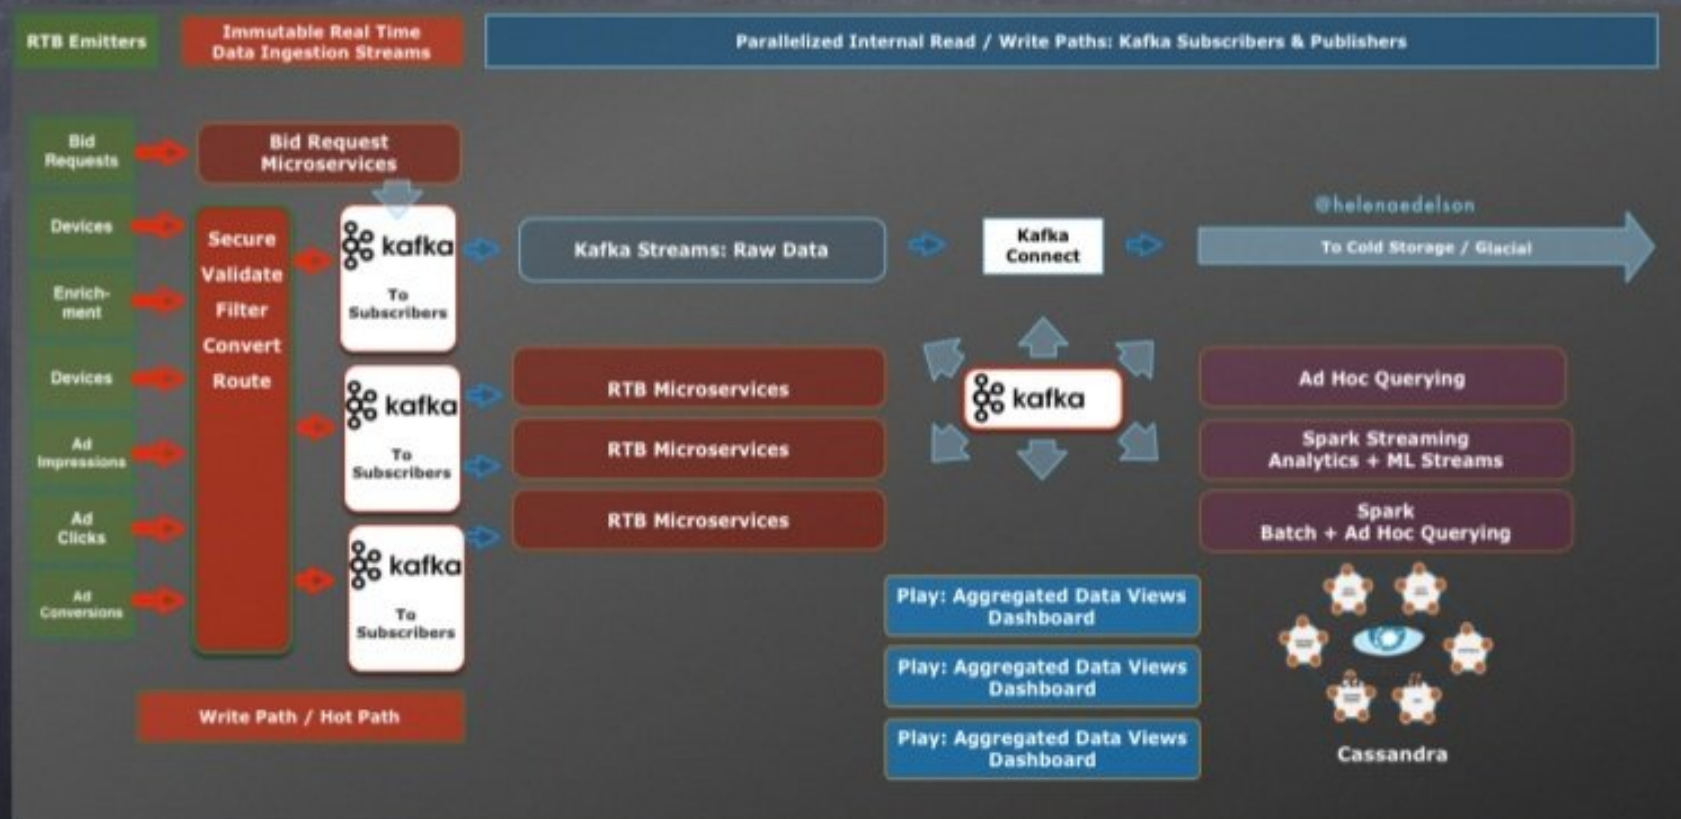 RTB Emitters
Immutable Real Time
Data Ingestion Streams
Parallelized Internal Read / Write Paths: Kafka Subscribers & Publishers
Bid
Requests
Devices
Enrich-
ment
Devices
Ad
Impressions
Ad
Clicks
Ad
Conversions
Bid Request
Microservices
Secure
Validate
Filter
Convert
Route
kafka
To
Subscribers
kafka
To
Subscribers
kafka
To
Subscribers
Write Path / Hot Path
Kafka Streams: Raw Data
RTB Microservices
RTB Microservices
RTB Microservices
Kafka
Connect
kafka
@helenaedelson
To Cold Storage / Glacial
Ad Hoc Querying
Spark Streaming
Analytics + ML Streams
Spark
Batch + Ad Hoc Querying
Play: Aggregated Data Views
Dashboard
Play: Aggregated Data Views
Dashboard
Play: Aggregated Data Views
Dashboard
Cassandra